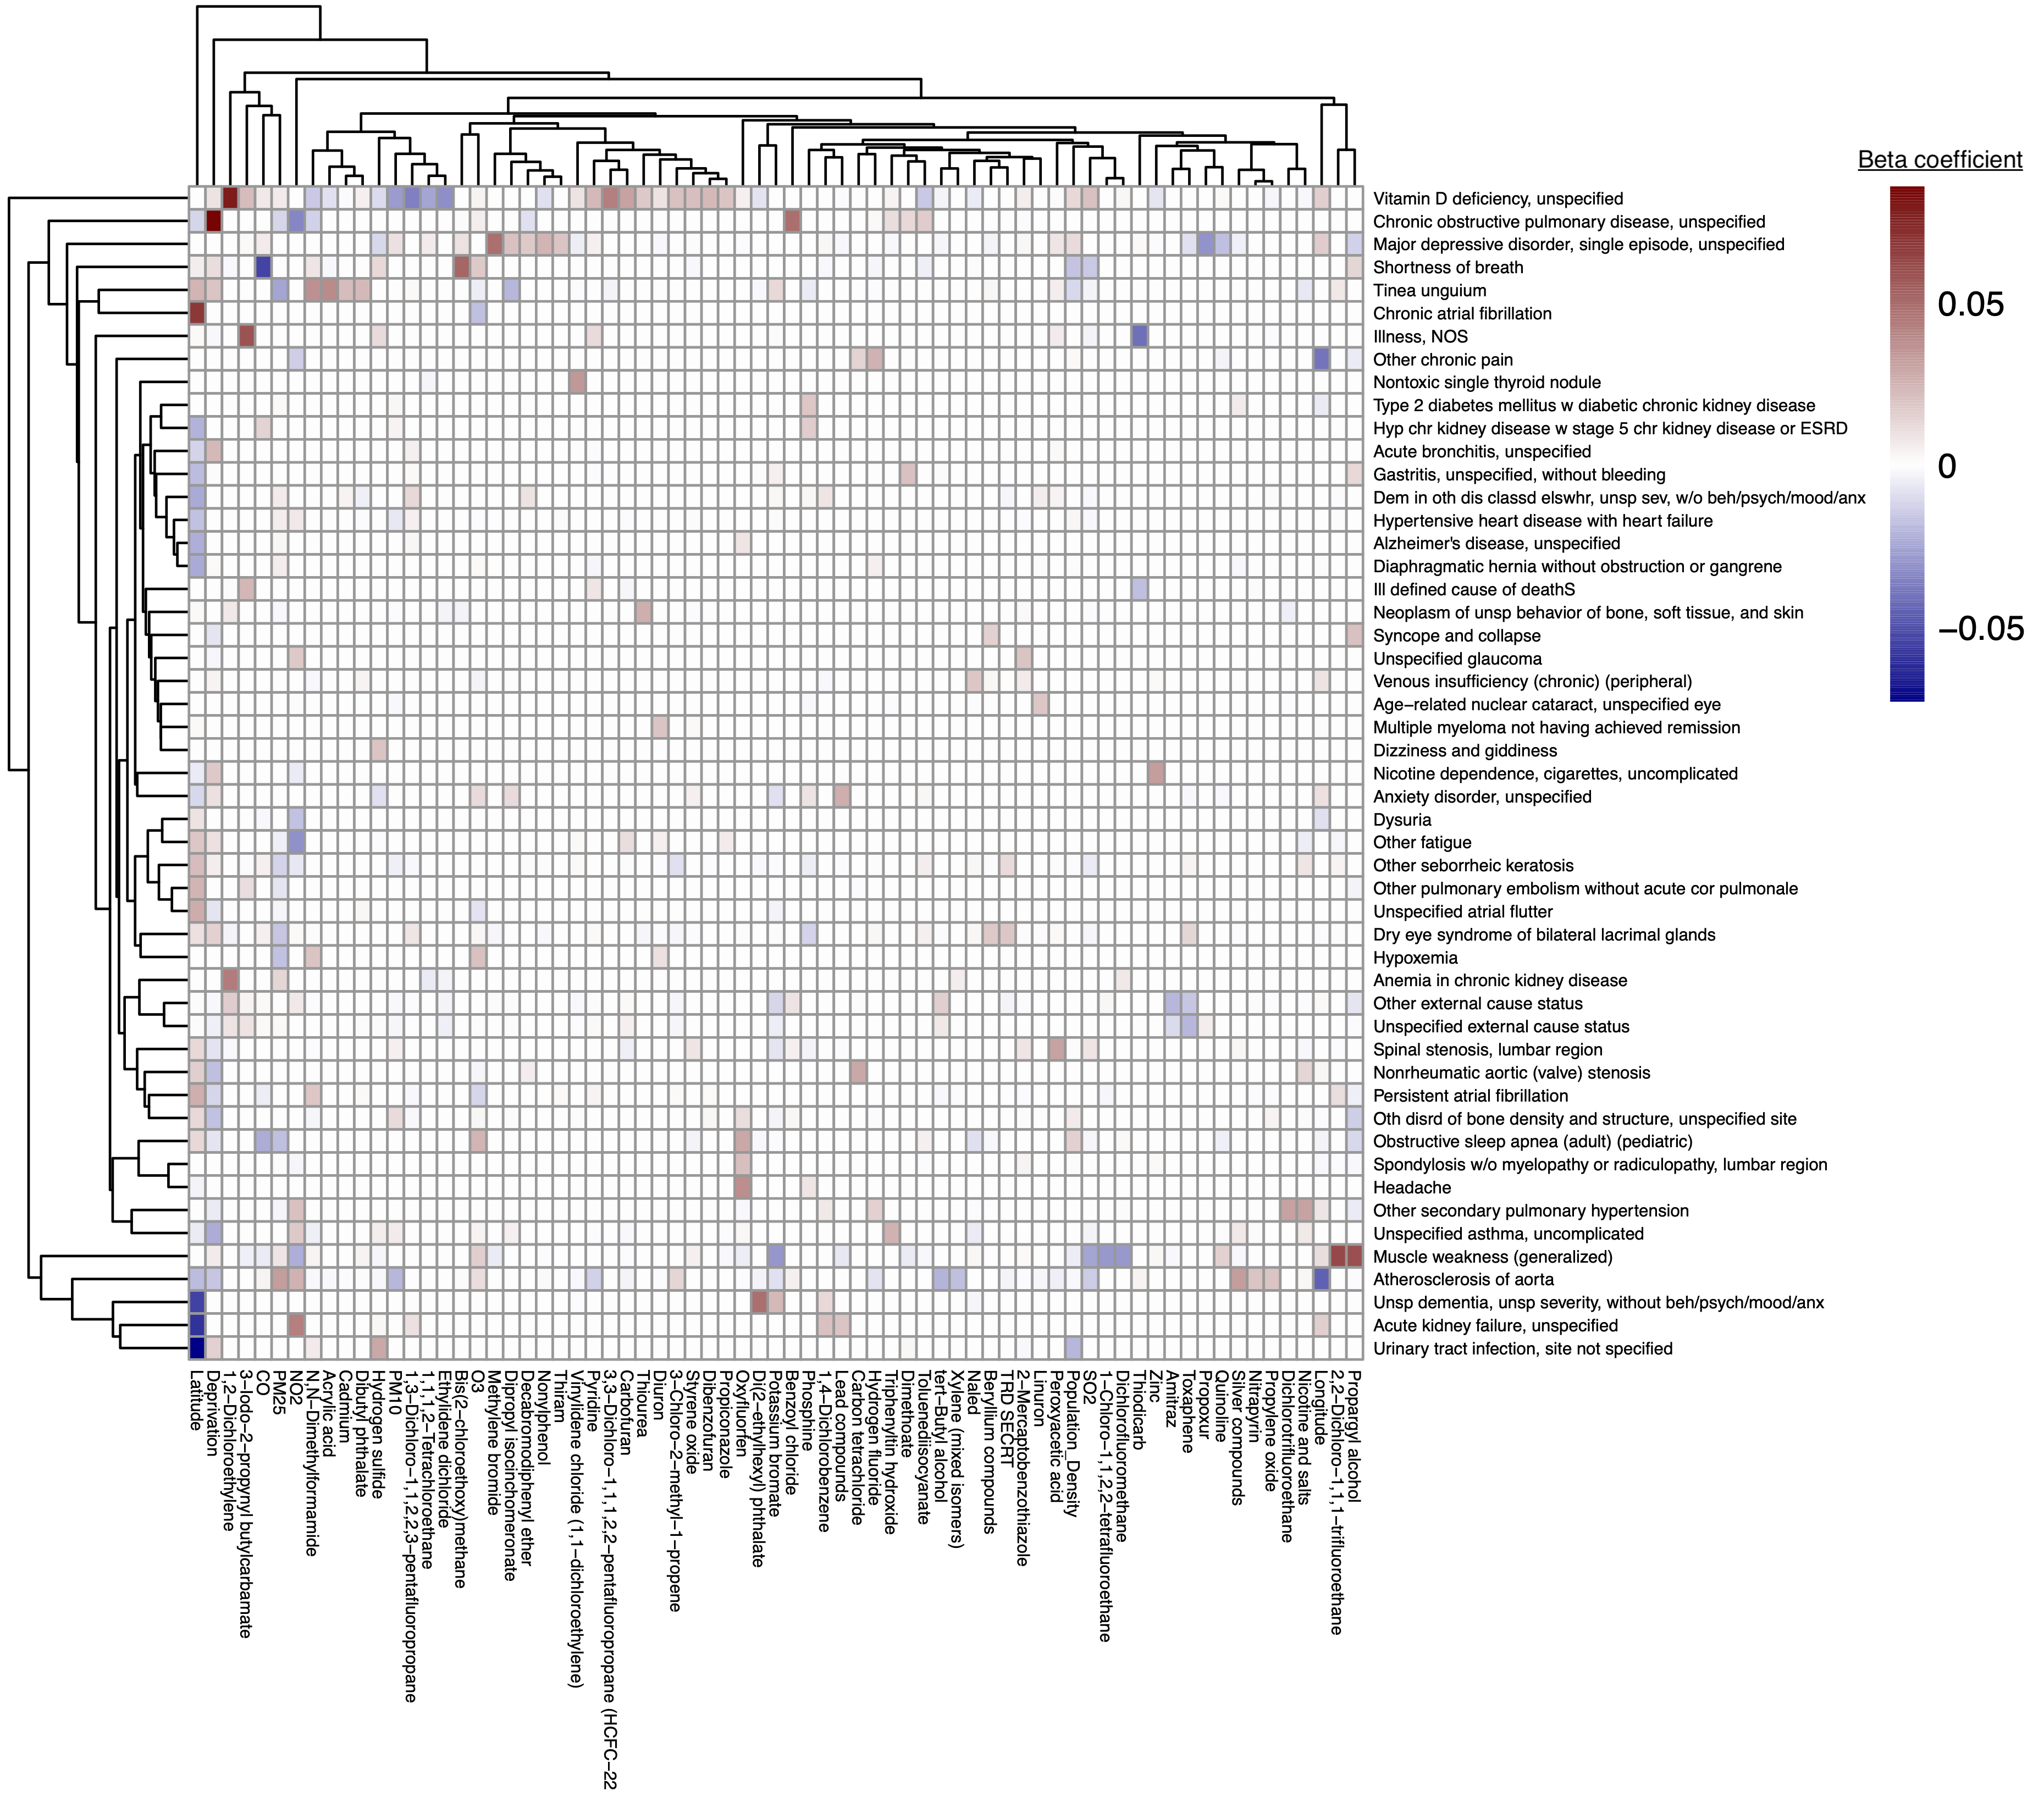 Beta coefficient
0.05
0
−0.05
Vitamin D deficiency, unspecified
Chronic obstructive pulmonary disease, unspecified
Major depressive disorder, single episode, unspecified
Shortness of breath
Tinea unguium
Chronic atrial fibrillation
Illness, NOS
Other chronic pain
Nontoxic single thyroid nodule
Type 2 diabetes mellitus w diabetic chronic kidney disease
Hyp chr kidney disease w stage 5 chr kidney disease or ESRD
Acute bronchitis, unspecified
Gastritis, unspecified, without bleeding
Dem in oth dis classd elswhr, unsp sev, w/o beh/psych/mood/anx
Hypertensive heart disease with heart failure
Alzheimer's disease, unspecified
Diaphragmatic hernia without obstruction or gangrene
Ill defined cause of deathS
Neoplasm of unsp behavior of bone, soft tissue, and skin
Syncope and collapse
Unspecified glaucoma
Venous insufficiency (chronic) (peripheral)
Age−related nuclear cataract, unspecified eye
Multiple myeloma not having achieved remission
Dizziness and giddiness
Nicotine dependence, cigarettes, uncomplicated
Anxiety disorder, unspecified
Dysuria
Other fatigue
Other seborrheic keratosis
Other pulmonary embolism without acute cor pulmonale
Unspecified atrial flutter
Dry eye syndrome of bilateral lacrimal glands
Hypoxemia
Anemia in chronic kidney disease
Other external cause status
Unspecified external cause status
Spinal stenosis, lumbar region
Nonrheumatic aortic (valve) stenosis
Persistent atrial fibrillation
Oth disrd of bone density and structure, unspecified site
Obstructive sleep apnea (adult) (pediatric)
Spondylosis w/o myelopathy or radiculopathy, lumbar region
Headache
Other secondary pulmonary hypertension
Unspecified asthma, uncomplicated
Muscle weakness (generalized)
Atherosclerosis of aorta
Unsp dementia, unsp severity, without beh/psych/mood/anx
Acute kidney failure, unspecified
Urinary tract infection, site not specified
Latitude
Deprivation
1,2−Dichloroethylene
3−Iodo−2−propynyl butylcarbamate
CO
PM25
NO2
N,N−Dimethylformamide
Acrylic acid
Cadmium
Dibutyl phthalate
Hydrogen sulfide
PM10
1,3−Dichloro−1,1,2,2,3−pentafluoropropane
1,1,1,2−Tetrachloroethane
Ethylidene dichloride
Bis(2−chloroethoxy)methane
O3
Methylene bromide
Dipropyl isocinchomeronate
Decabromodiphenyl ether
Nonylphenol
Thiram
Vinylidene chloride (1,1−dichloroethylene)
Pyridine
3,3−Dichloro−1,1,1,2,2−pentafluoropropane (HCFC−22
Carbofuran
Thiourea
Diuron
3−Chloro−2−methyl−1−propene
Styrene oxide
Dibenzofuran
Propiconazole
Oxyfluorfen
Di(2−ethylhexyl) phthalate
Potassium bromate
Benzoyl chloride
Phosphine
1,4−Dichlorobenzene
Lead compounds
Carbon tetrachloride
Hydrogen fluoride
Triphenyltin hydroxide
Dimethoate
Toluenediisocyanate
tert−Butyl alcohol
Xylene (mixed isomers)
Naled
Beryllium compounds
TRD SECRT
2−Mercaptobenzothiazole
Linuron
Peroxyacetic acid
Population_Density
SO2
1−Chloro−1,1,2,2−tetrafluoroethane
Dichlorofluoromethane
Thiodicarb
Zinc
Amitraz
Toxaphene
Propoxur
Quinoline
Silver compounds
Nitrapyrin
Propylene oxide
Dichlorotrifluoroethane
Nicotine and salts
Longitude
2,2−Dichloro−1,1,1−trifluoroethane
Propargyl alcohol